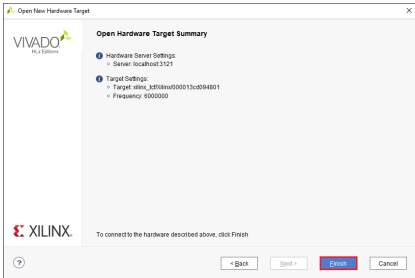 Open New Hardware Target
VIVADO
HLx Editions
Open Hardware Target Summary
Hardware Server Settings:
Server: localhost:3121
Target Settings:
Target: xilinx_tcf/Xilinx/000013cd094801
Frequency: 6000000
XILINX
To connect to the hardware described above, click Finish
?
< Back
Next >
Finish
Cancel